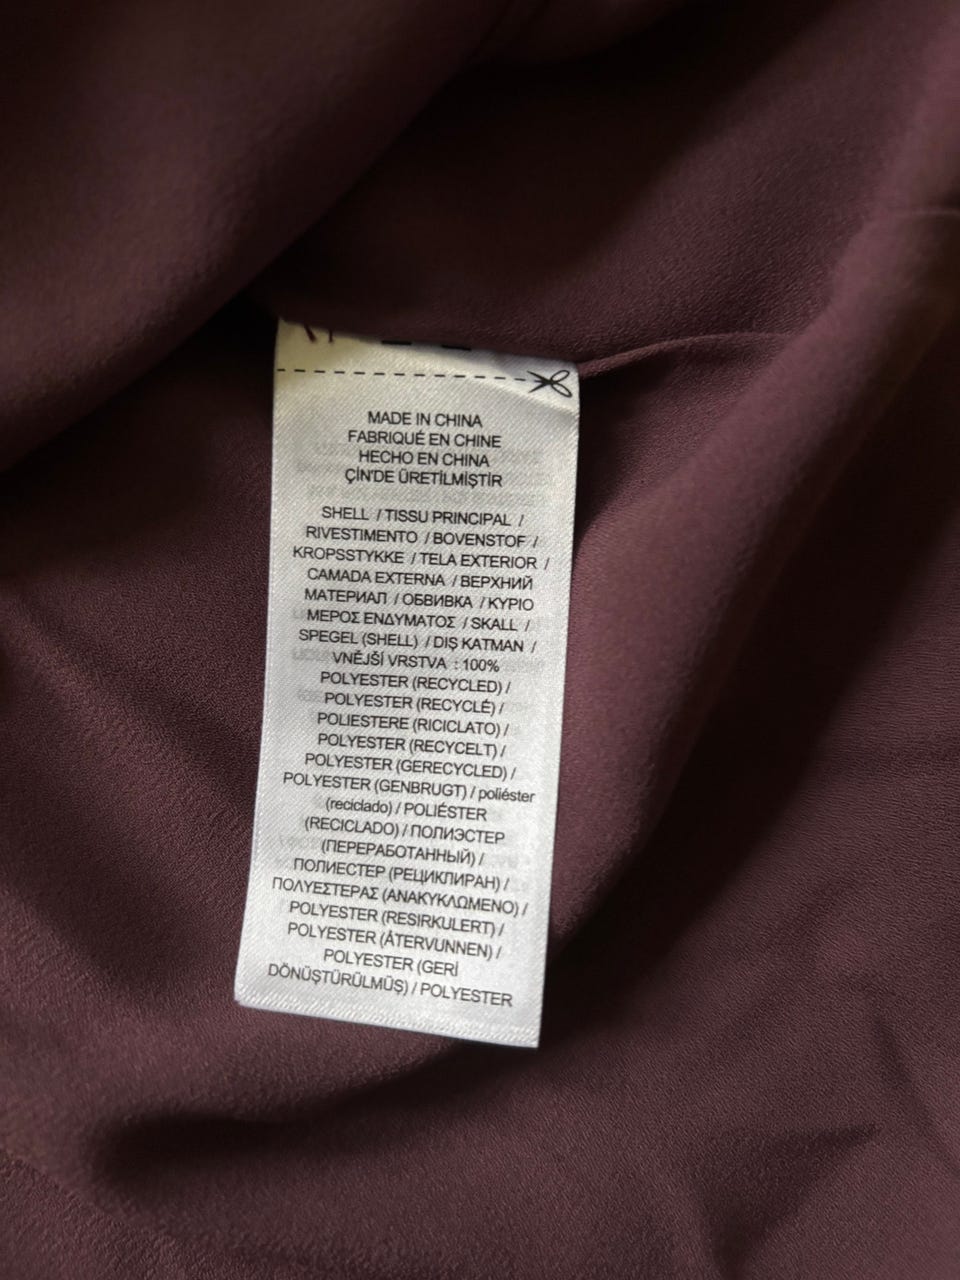 MADE IN CHINA
FABRIQUÉ EN CHINE
HECHO EN CHINA
ÇİN'DE ÜRETİLMİŞTİR
SHELL / TISSU PRINCIPAL /
RIVESTIMENTO / BOVENSTOF /
KROPSSTYKKE / TELA EXTERIOR /
CAMADA EXTERNA / ВЕРХНИЙ
МАТЕРИАЛ / ОБВИВКА / ΚΥΡΙΟ
ΜΕΡΟΣ ΕΝΔΥΜΑΤΟΣ / SKALL /
SPEGEL (SHELL) / DIŞ KATMAN /
VNĚJŠÍ VRSTVA : 100%
POLYESTER (RECYCLED) /
POLYESTER (RECYCLÉ) /
POLIESTERE (RICICLATO) /
POLYESTER (RECYCELT) /
POLYESTER (GERECYCLED) /
POLYESTER (GENBRUGT) / poliéster
(reciclado) / POLIÉSTER
(RECICLADO) / ПОЛИЭСТЕР
(ПЕРЕРАБОТАННЫЙ) /
ПОЛИЕСТЕР (РЕЦИКЛИРАН) /
ΠΟΛΥΕΣΤΕΡΑΣ (ΑΝΑΚΥΚΛΩΜΕΝΟ) /
POLYESTER (RESIRKULERT) /
POLYESTER (ÅTERVUNNEN) /
POLYESTER (GERİ
DÖNÜŞTÜRÜLMÜŞ) / POLYESTER